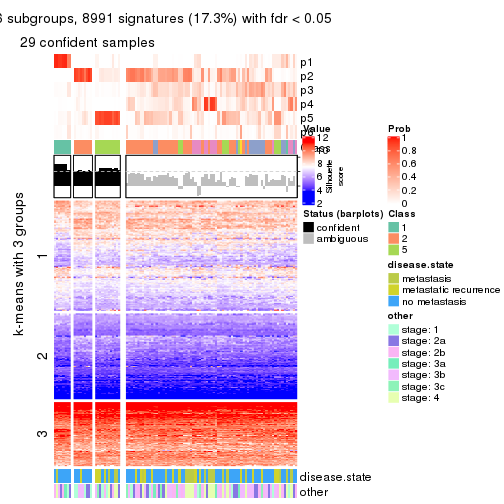 6 subgroups, 8991 signatures (17.3%) with fdr < 0.05
29 confident samples
p1
p2
p3
p4
p5
p6
Class
Silhouette
score
k-means with 3 groups
1
2
3
disease.state
other
Value
12
10
8
6
4
2
Prob
1
0.8
0.6
0.4
0.2
0
Status (barplots)
confident
ambiguous
Class
1
2
5
disease.state
metastasis
metastatic recurrence
no metastasis
other
stage: 1
stage: 2a
stage: 2b
stage: 3a
stage: 3b
stage: 3c
stage: 4